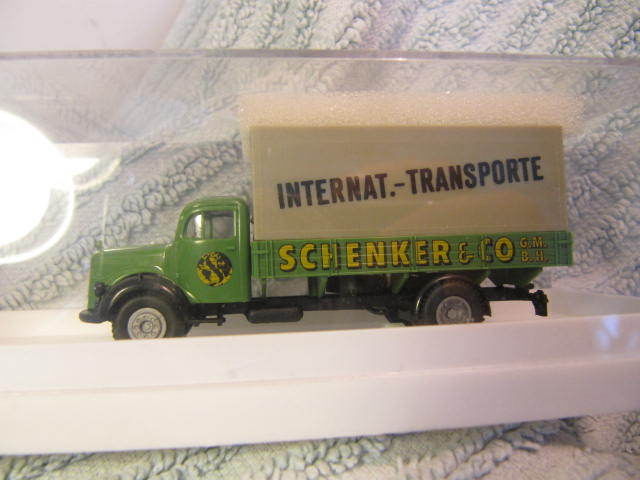 INTERNAT.-TRANSPORTE
SCHENKER & CO G.M.
B.H.